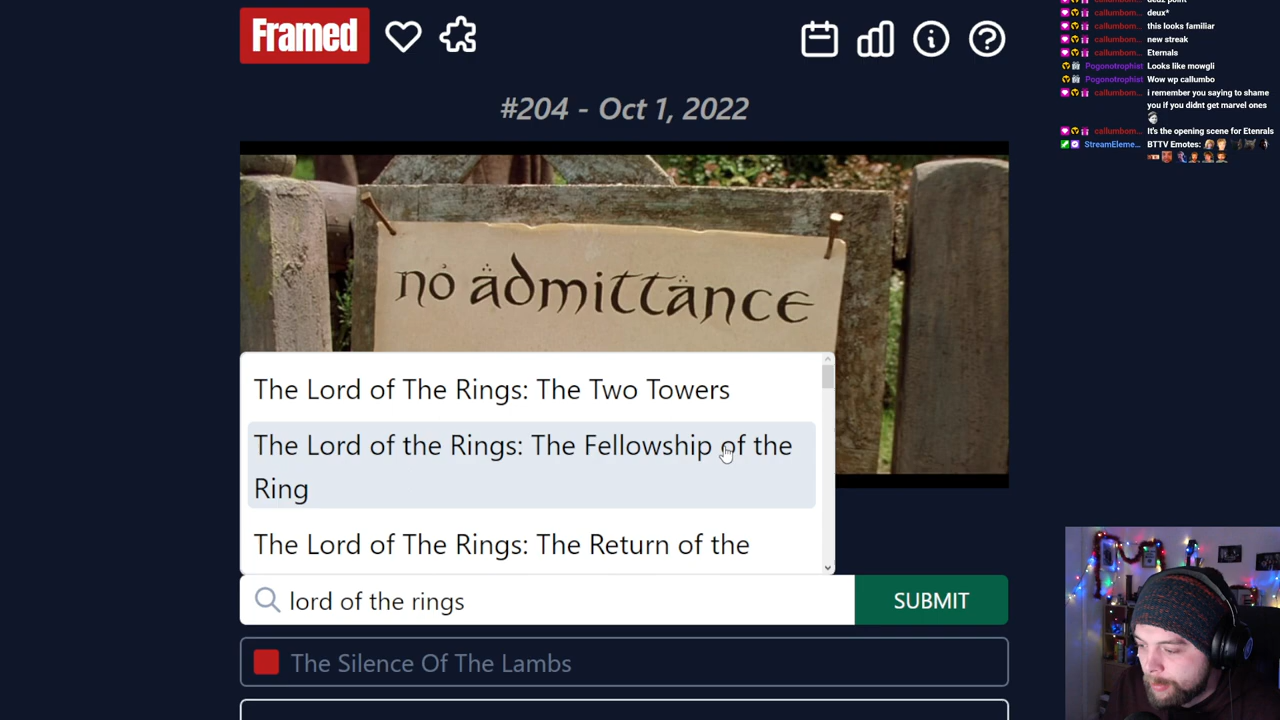 Framed
callumbom... deux point
callumbom... deux*
callumbom... this looks familiar
callumbom... new streak
callumbom... Eternals
Pogonotrophist Looks like mowgli
Pogonotrophist Wow wp callumbo
callumbom... i remember you saying to shame
you if you didnt get marvel ones
callumbom... It's the opening scene for Etenrals
StreamEleme... BTTV Emotes:
#204 - Oct 1, 2022
no admittance
The Lord of The Rings: The Two Towers
The Lord of the Rings: The Fellowship of the
Ring
The Lord of The Rings: The Return of the
lord of the rings
SUBMIT
The Silence Of The Lambs